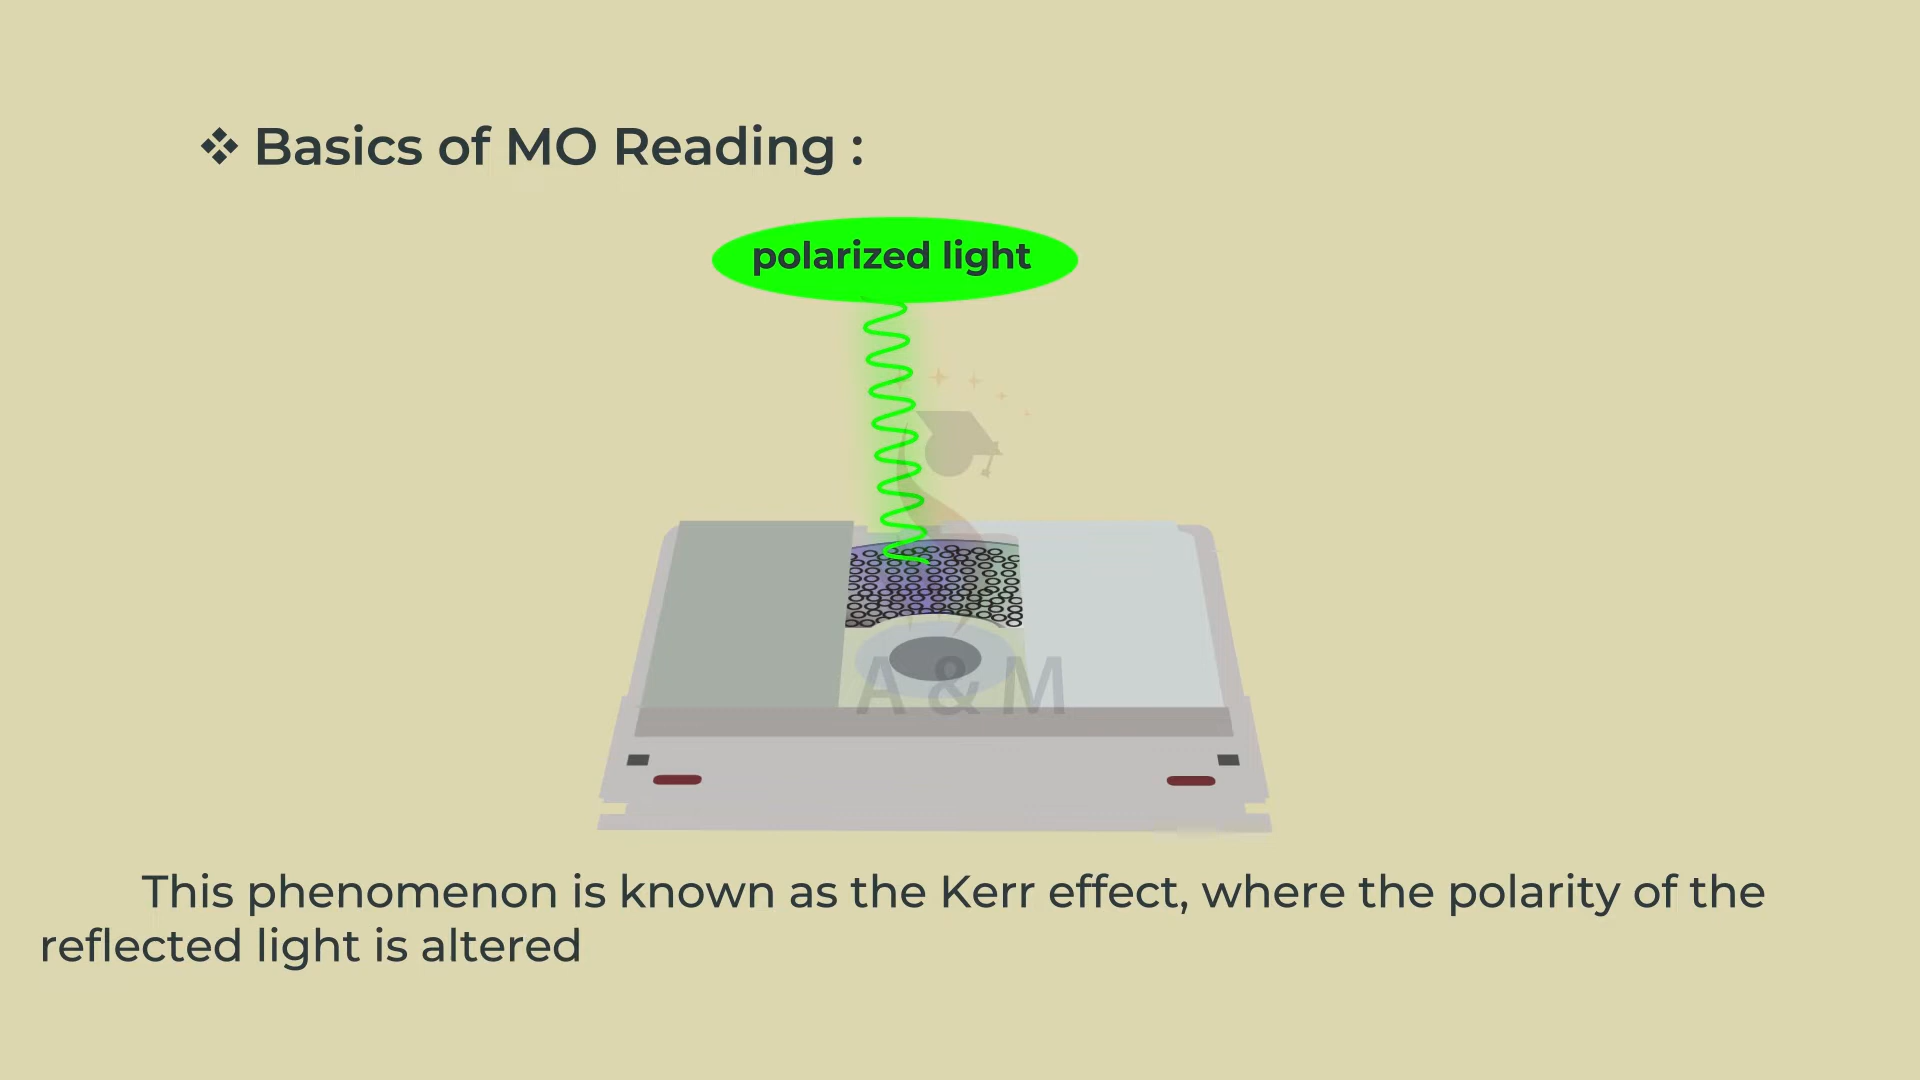 ❖ Basics of MO Reading :
polarized light
A & M
This phenomenon is known as the Kerr effect, where the polarity of the
reflected light is altered